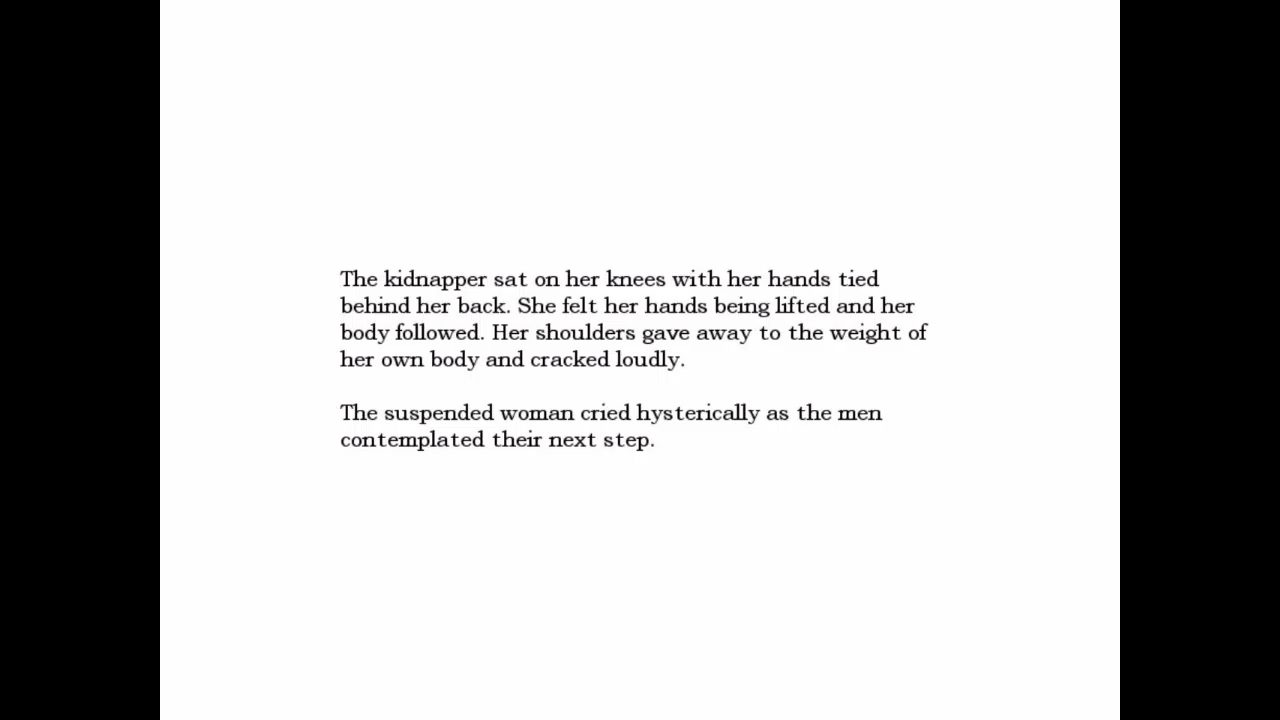 The kidnapper sat on her knees with her hands tied
behind her back. She felt her hands being lifted and her
body followed. Her shoulders gave away to the weight of
her own body and cracked loudly.
The suspended woman cried hysterically as the men
contemplated their next step.